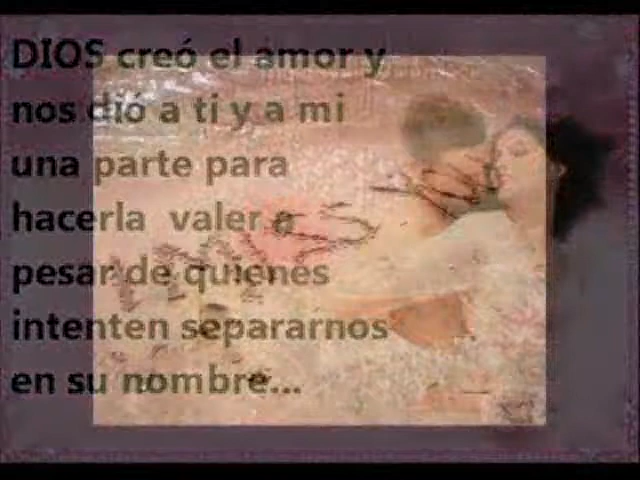 DIOS creó el amor y
nos dió a ti y a mi
una parte para
hacerla valer a
pesar de quienes
intenten separarnos
en su nombre...